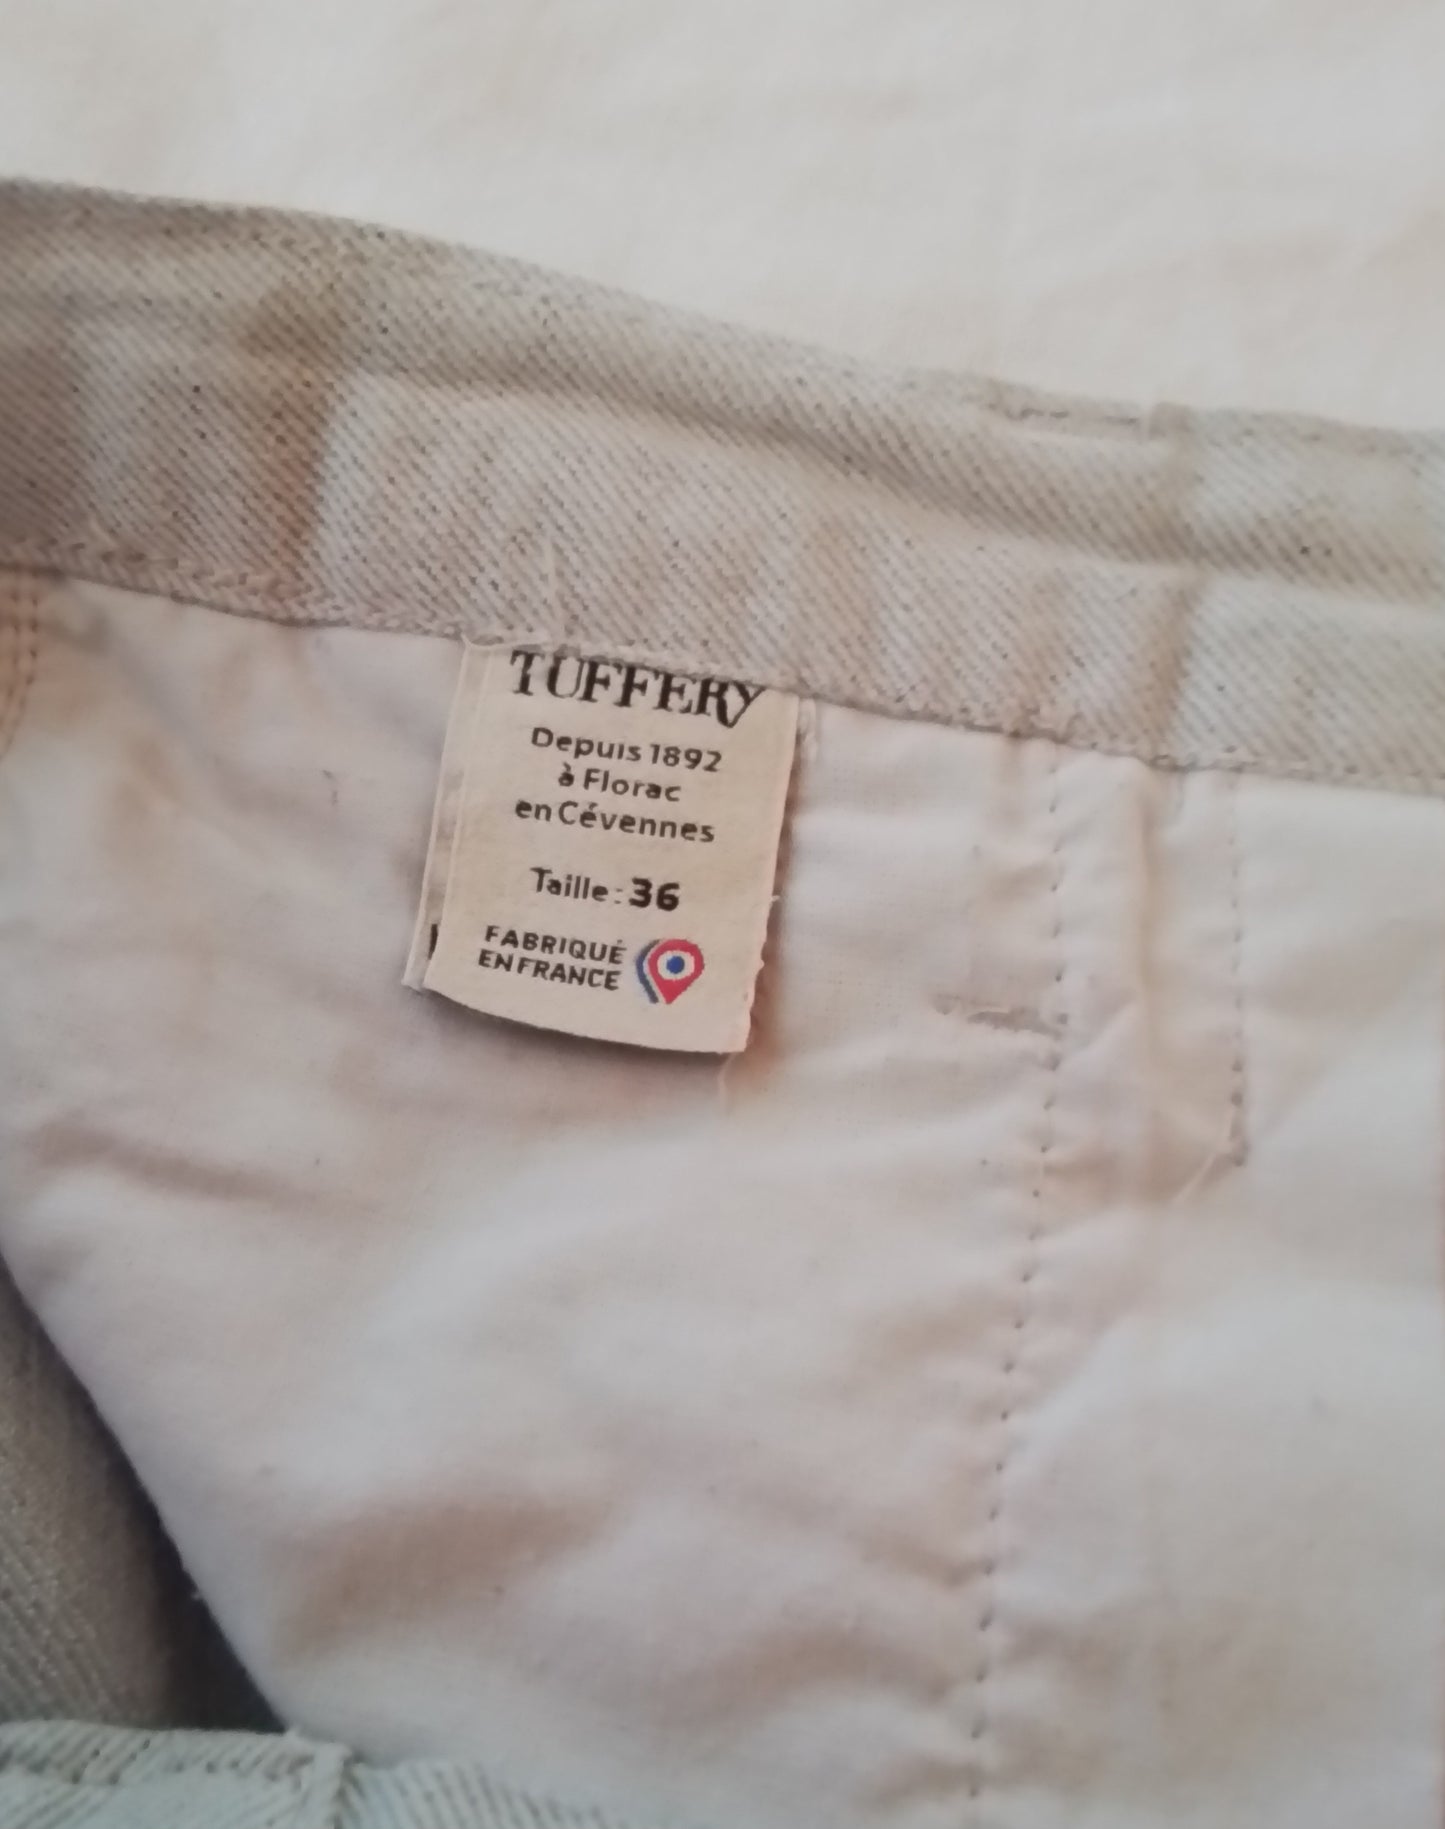 TUFFERY
Depuis 1892
à Florac
en Cévennes
Taille : 36
FABRIQUÉ
EN FRANCE